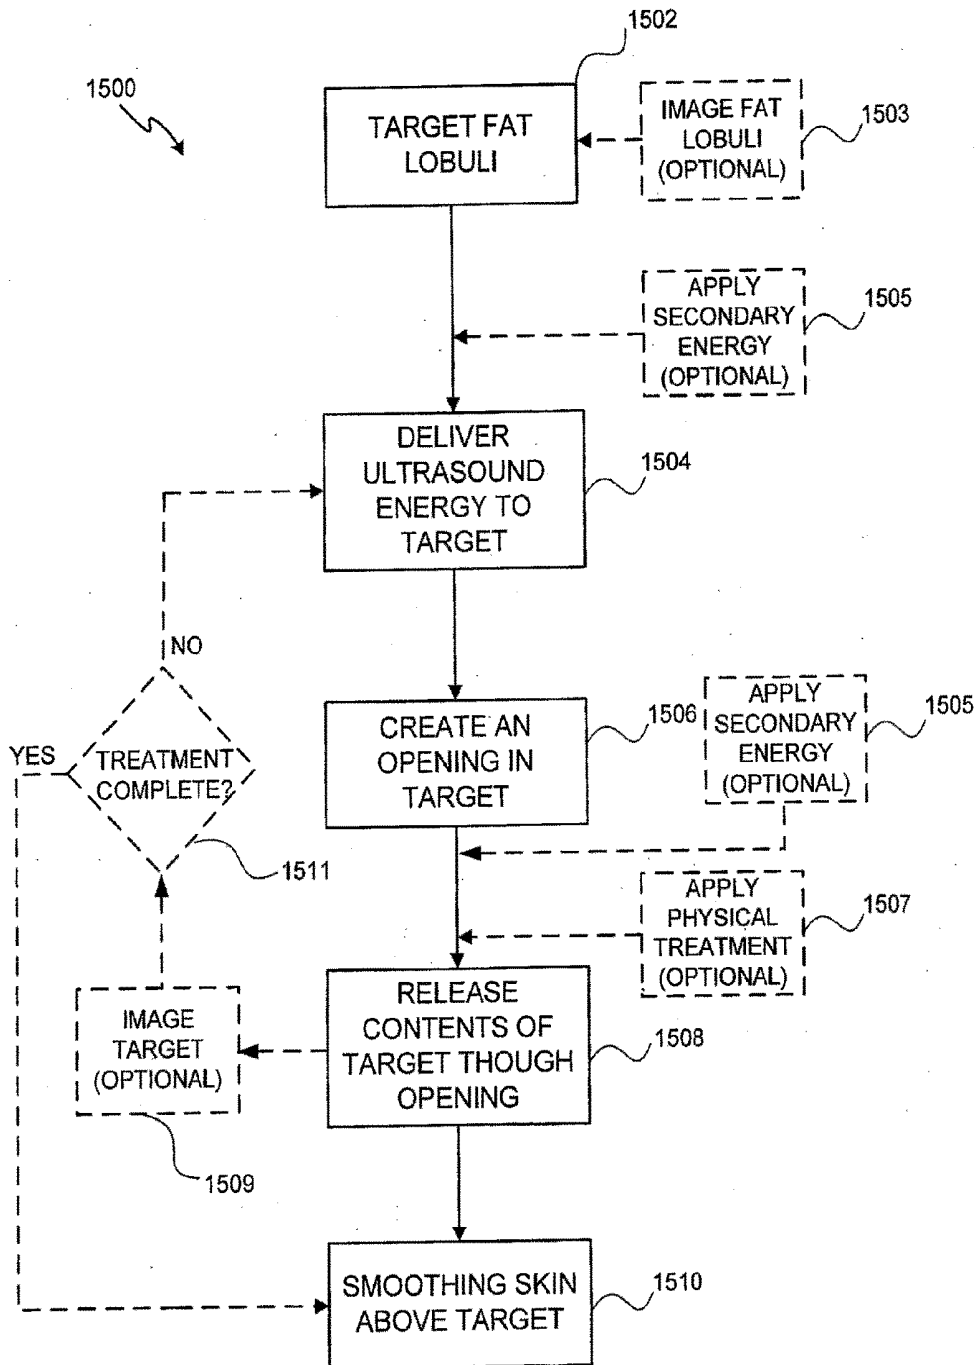 1502
1500
TARGET FAT
LOBULI
IMAGE FAT
LOBULI
(OPTIONAL)
1503
APPLY
SECONDARY
ENERGY
(OPTIONAL)
1505
DELIVER
ULTRASOUND
ENERGY TO
TARGET
1504
NO
YES
TREATMENT
COMPLETE?
1511
CREATE AN
OPENING IN
TARGET
1506
APPLY
SECONDARY
ENERGY
(OPTIONAL)
1505
APPLY
PHYSICAL
TREATMENT
(OPTIONAL)
1507
RELEASE
CONTENTS OF
TARGET THOUGH
OPENING
1508
IMAGE
TARGET
(OPTIONAL)
1509
SMOOTHING SKIN
ABOVE TARGET
1510